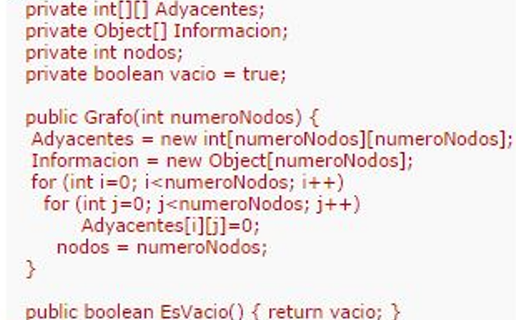 private int[][] Adyacentes;
private Object[] Informacion;
private int nodos;
private boolean vacio = true;
public Grafo(int numeroNodos) {
Adyacentes = new int[numeroNodos][numeroNodos];
Informacion = new Object[numeroNodos];
for (int i=0; i<numeroNodos; i++)
for (int j=0; j<numeroNodos; j++)
Adyacentes[i][j]=0;
nodos = numeroNodos;
}
public boolean EsVacio() { return vacio; }